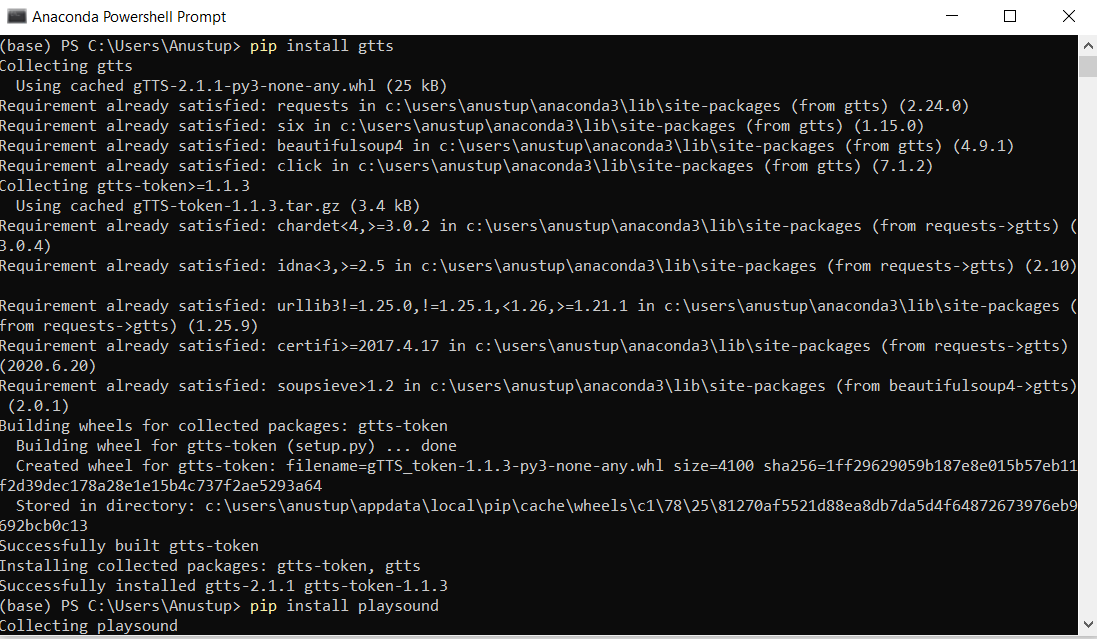 Anaconda Powershell Prompt
(base) PS C:\Users\Anustup> pip install gtts
Collecting gtts
  Using cached gTTS-2.1.1-py3-none-any.whl (25 kB)
Requirement already satisfied: requests in c:\users\anustup\anaconda3\lib\site-packages (from gtts) (2.24.0)
Requirement already satisfied: six in c:\users\anustup\anaconda3\lib\site-packages (from gtts) (1.15.0)
Requirement already satisfied: beautifulsoup4 in c:\users\anustup\anaconda3\lib\site-packages (from gtts) (4.9.1)
Requirement already satisfied: click in c:\users\anustup\anaconda3\lib\site-packages (from gtts) (7.1.2)
Collecting gtts-token>=1.1.3
  Using cached gTTS-token-1.1.3.tar.gz (3.4 kB)
Requirement already satisfied: chardet<4,>=3.0.2 in c:\users\anustup\anaconda3\lib\site-packages (from requests->gtts) (
3.0.4)
Requirement already satisfied: idna<3,>=2.5 in c:\users\anustup\anaconda3\lib\site-packages (from requests->gtts) (2.10)
Requirement already satisfied: urllib3!=1.25.0,!=1.25.1,<1.26,>=1.21.1 in c:\users\anustup\anaconda3\lib\site-packages (
from requests->gtts) (1.25.9)
Requirement already satisfied: certifi>=2017.4.17 in c:\users\anustup\anaconda3\lib\site-packages (from requests->gtts)
(2020.6.20)
Requirement already satisfied: soupsieve>1.2 in c:\users\anustup\anaconda3\lib\site-packages (from beautifulsoup4->gtts)
 (2.0.1)
Building wheels for collected packages: gtts-token
  Building wheel for gtts-token (setup.py) ... done
  Created wheel for gtts-token: filename=gTTS_token-1.1.3-py3-none-any.whl size=4100 sha256=1ff29629059b187e8e015b57eb11
f2d39dec178a28e1e15b4c737f2ae5293a64
  Stored in directory: c:\users\anustup\appdata\local\pip\cache\wheels\c1\78\25\81270af5521d88ea8db7da5d4f64872673976eb9
692bcb0c13
Successfully built gtts-token
Installing collected packages: gtts-token, gtts
Successfully installed gtts-2.1.1 gtts-token-1.1.3
(base) PS C:\Users\Anustup> pip install playsound
Collecting playsound